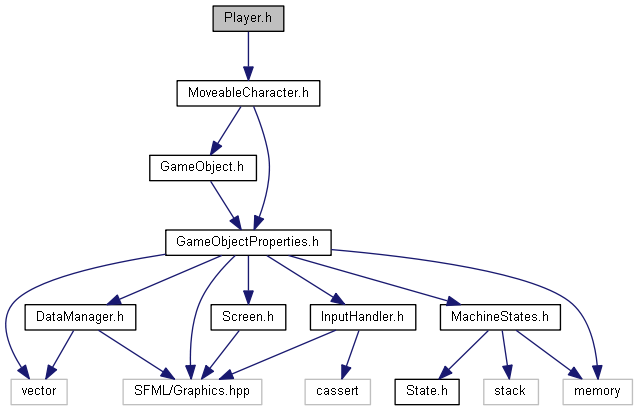 Player.h
MoveableCharacter.h
GameObject.h
GameObjectProperties.h
DataManager.h
Screen.h
InputHandler.h
MachineStates.h
vector
SFML/Graphics.hpp
cassert
State.h
stack
memory